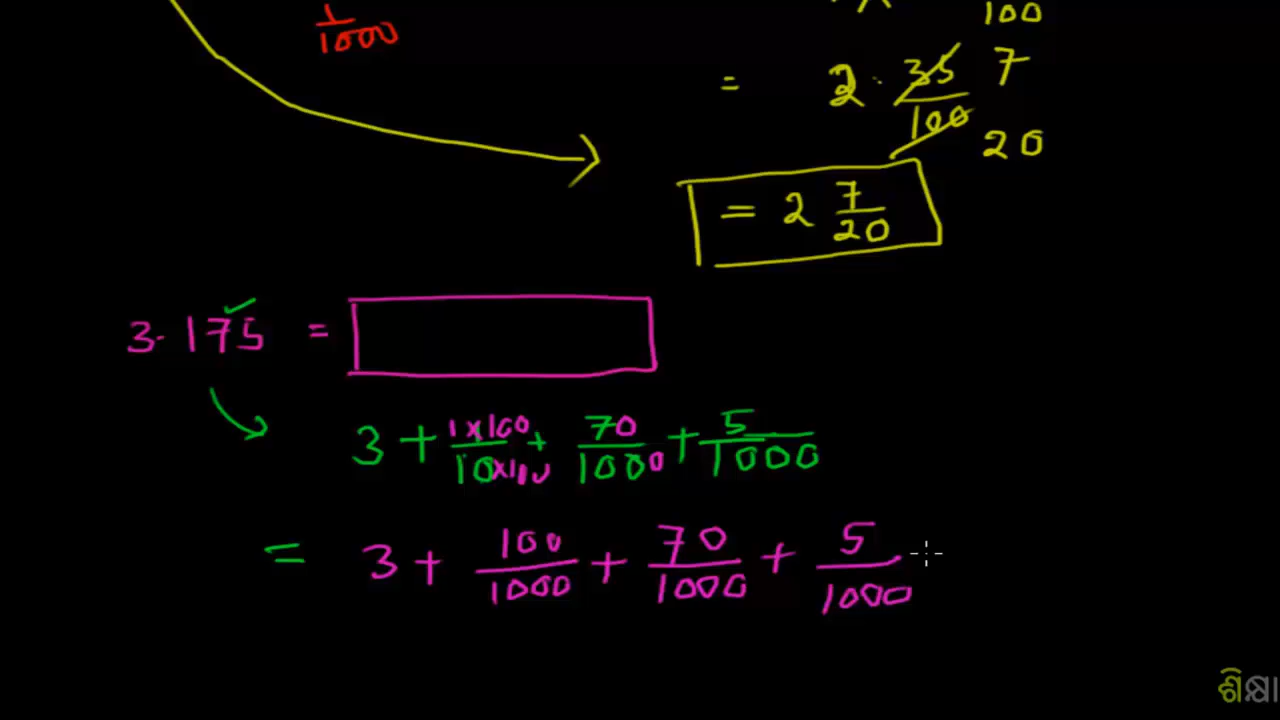 1/1000
100
= 2 · 35/100 7 20
= 2 7/20
3.175 =
3 + 1×100/10×100 + 70/1000 + 5/1000
= 3 + 100/1000 + 70/1000 + 5/1000
ଶିକ୍ଷା